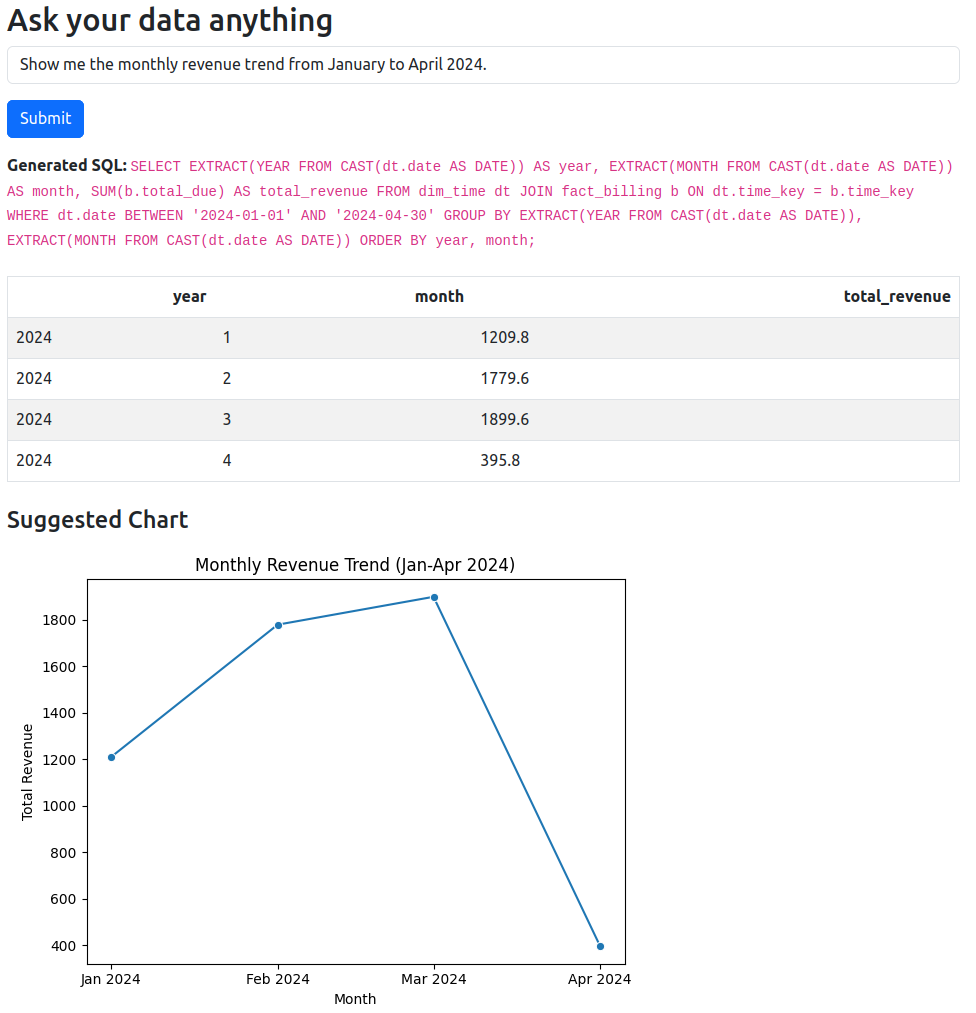 Ask your data anything
Show me the monthly revenue trend from January to April 2024.
Submit
Generated SQL: SELECT EXTRACT(YEAR FROM CAST(dt.date AS DATE)) AS year, EXTRACT(MONTH FROM CAST(dt.date AS DATE))
AS month, SUM(b.total_due) AS total_revenue FROM dim_time dt JOIN fact_billing b ON dt.time_key = b.time_key
WHERE dt.date BETWEEN '2024-01-01' AND '2024-04-30' GROUP BY EXTRACT(YEAR FROM CAST(dt.date AS DATE)),
EXTRACT(MONTH FROM CAST(dt.date AS DATE)) ORDER BY year, month;
year month total_revenue
2024 1 1209.8
2024 2 1779.6
2024 3 1899.6
2024 4 395.8
Suggested Chart
Monthly Revenue Trend (Jan-Apr 2024)
Total Revenue
1800
1600
1400
1200
1000
800
600
400
Jan 2024 Feb 2024 Mar 2024 Apr 2024
Month